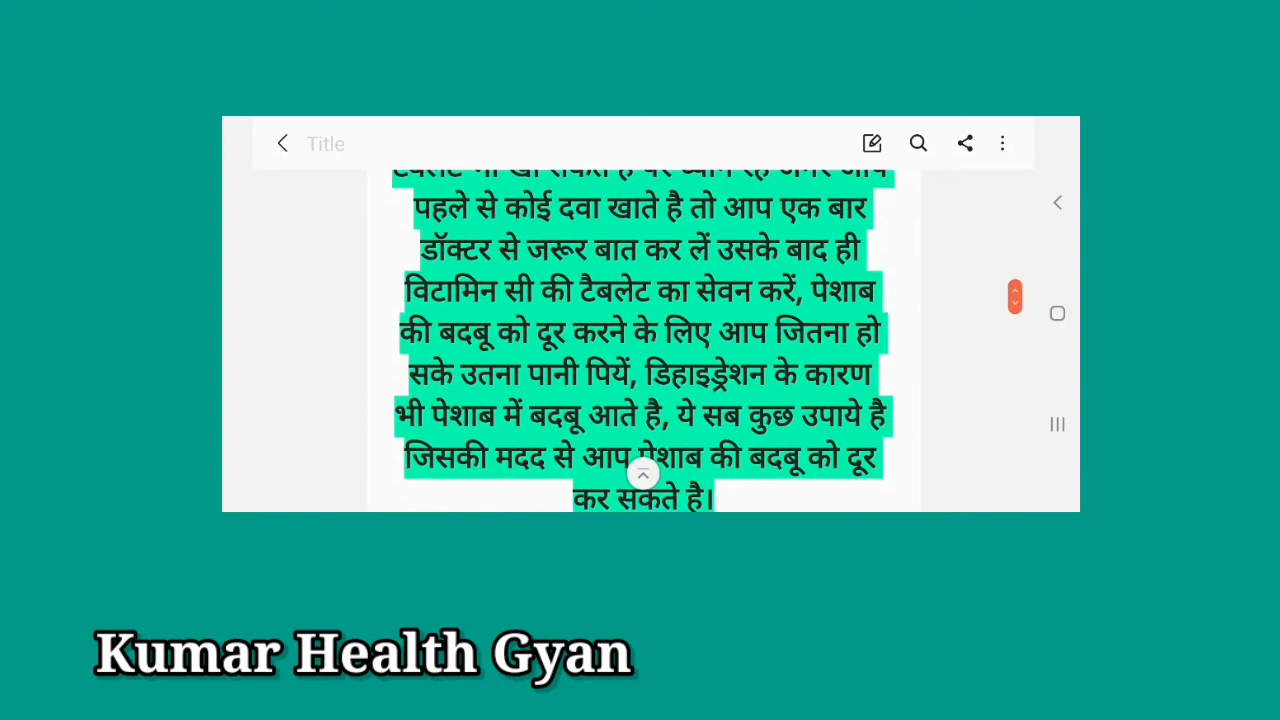 Title
पहले से कोई दवा खाते है तो आप एक बार
डॉक्टर से जरूर बात कर लें उसके बाद ही
विटामिन सी की टैबलेट का सेवन करें, पेशाब
की बदबू को दूर करने के लिए आप जितना हो
सके उतना पानी पियें, डिहाइड्रेशन के कारण
भी पेशाब में बदबू आते है, ये सब कुछ उपाये है
जिसकी मदद से आप पेशाब की बदबू को दूर
कर सकते है।
Kumar Health Gyan